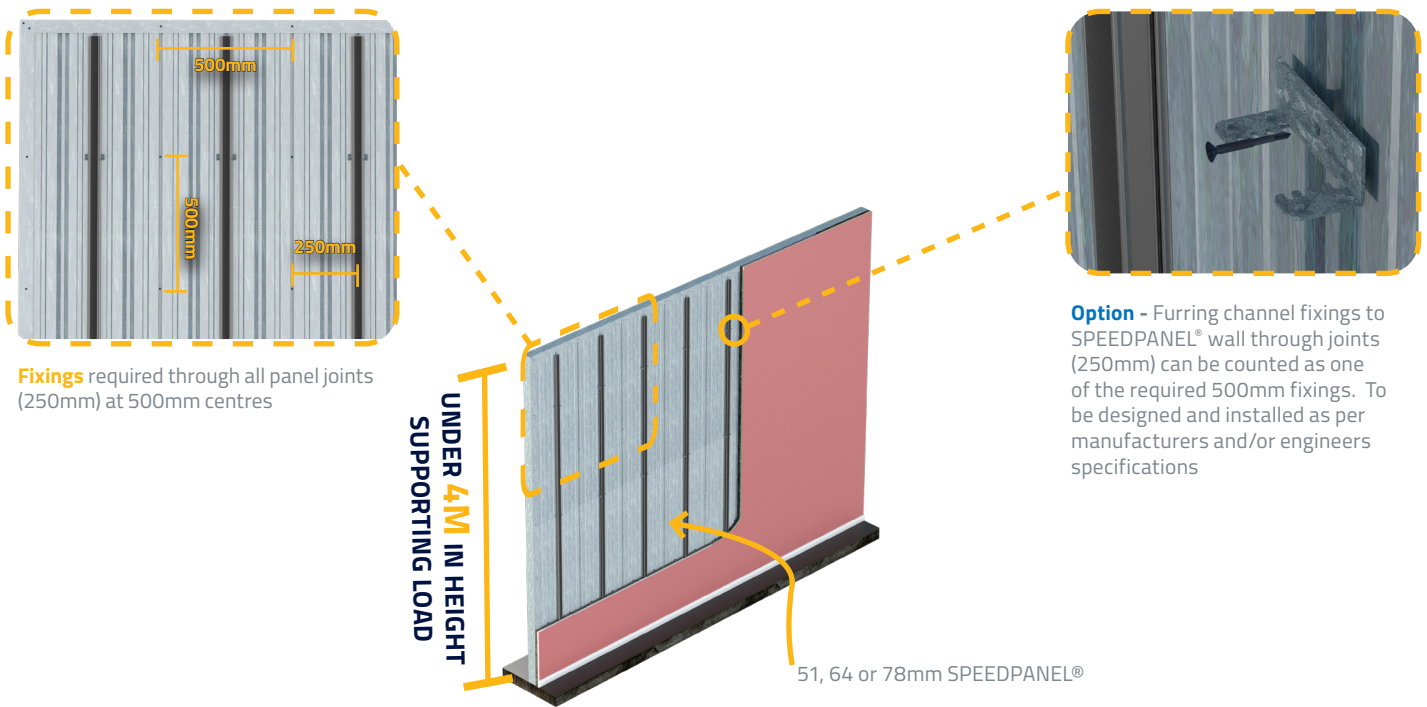 500mm
500mm
250mm
Fixings required through all panel joints
(250mm) at 500mm centres
UNDER 4M IN HEIGHT
SUPPORTING LOAD
51, 64 or 78mm SPEEDPANEL®
Option - Furring channel fixings to
SPEEDPANEL® wall through joints
(250mm) can be counted as one
of the required 500mm fixings. To
be designed and installed as per
manufacturers and/or engineers
specifications